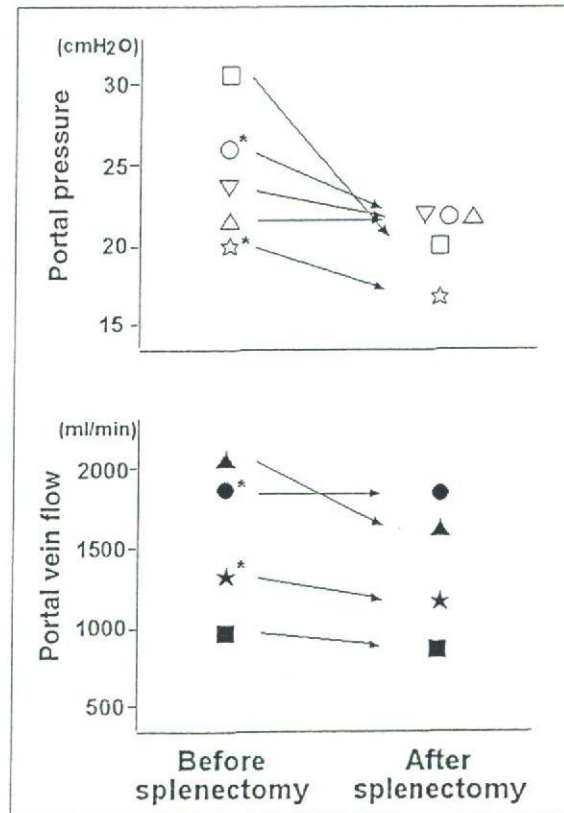 (cmH2O)
Portal pressure
30
25
20
15
*
*
(ml/min)
Portal vein flow
2000
1500
1000
500
*
*
Before
splenectomy
After
splenectomy